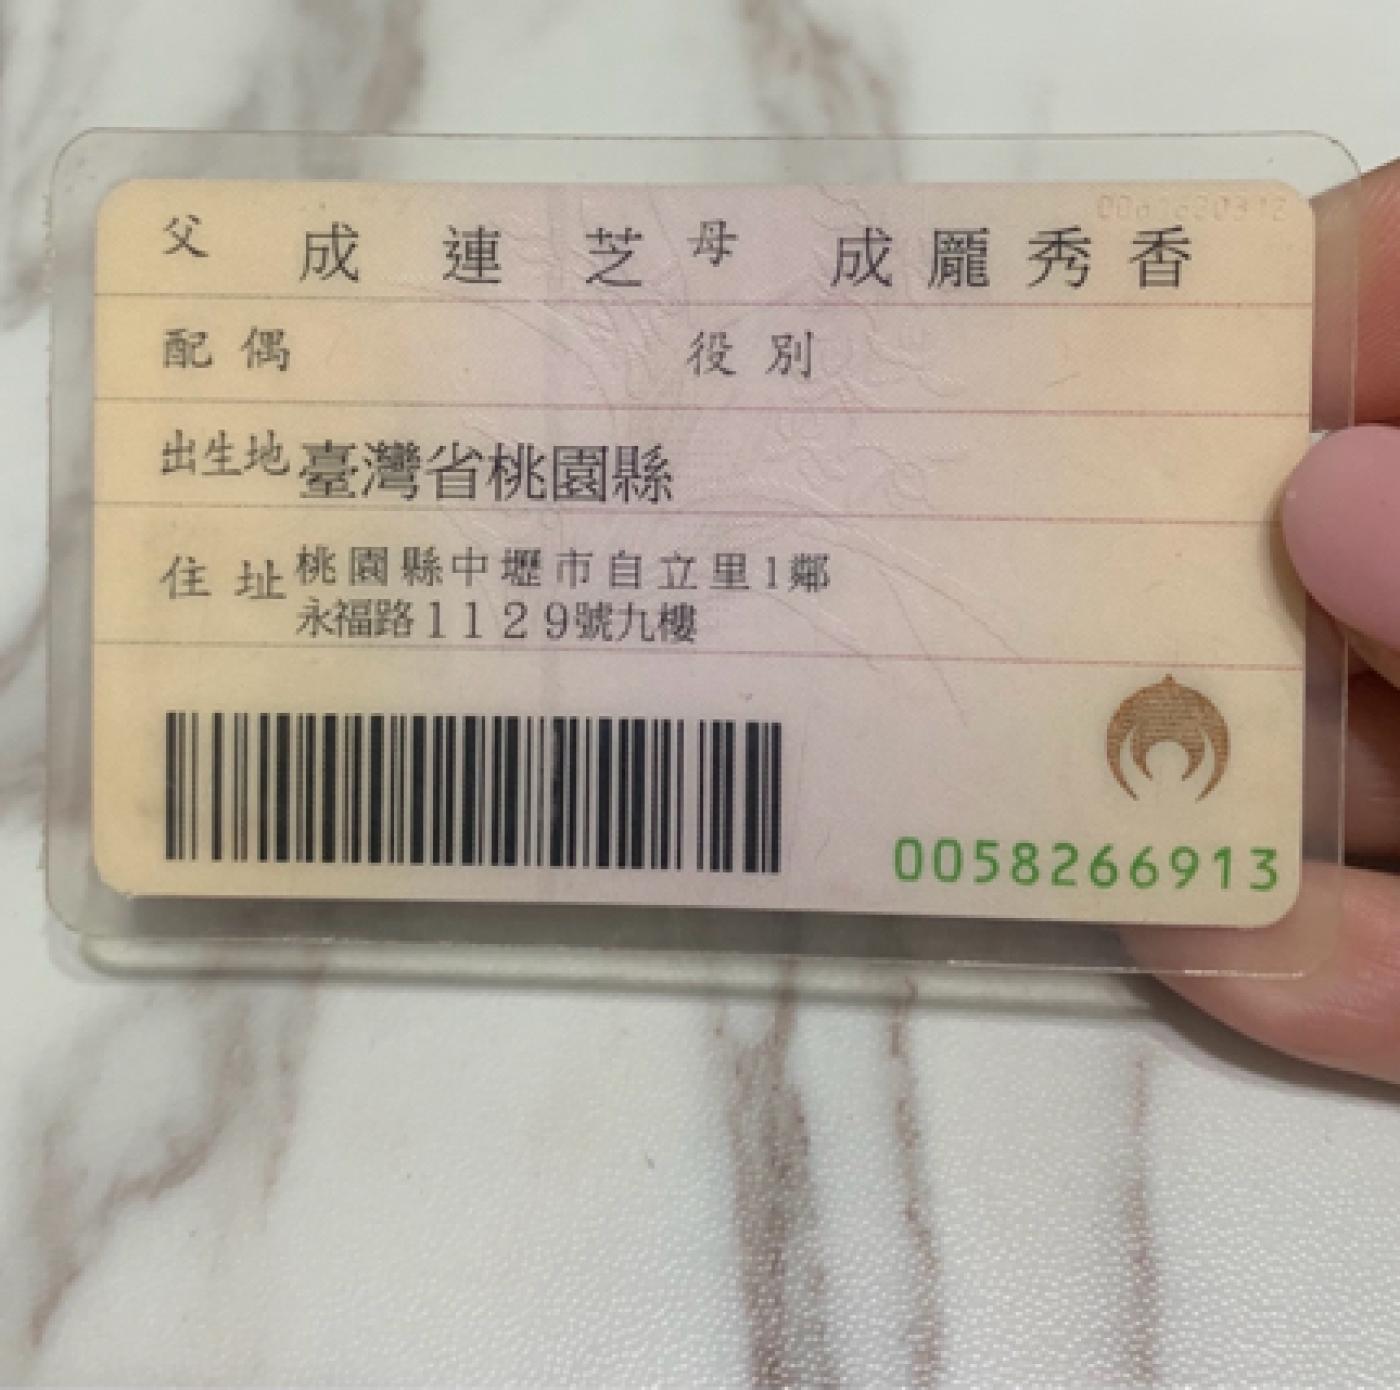 父 成連芝 母 成龎秀香
配偶 役別
出生地 臺灣省桃園縣
住址 桃園縣中壢市自立里1鄰
永福路1129號九樓
0058266913